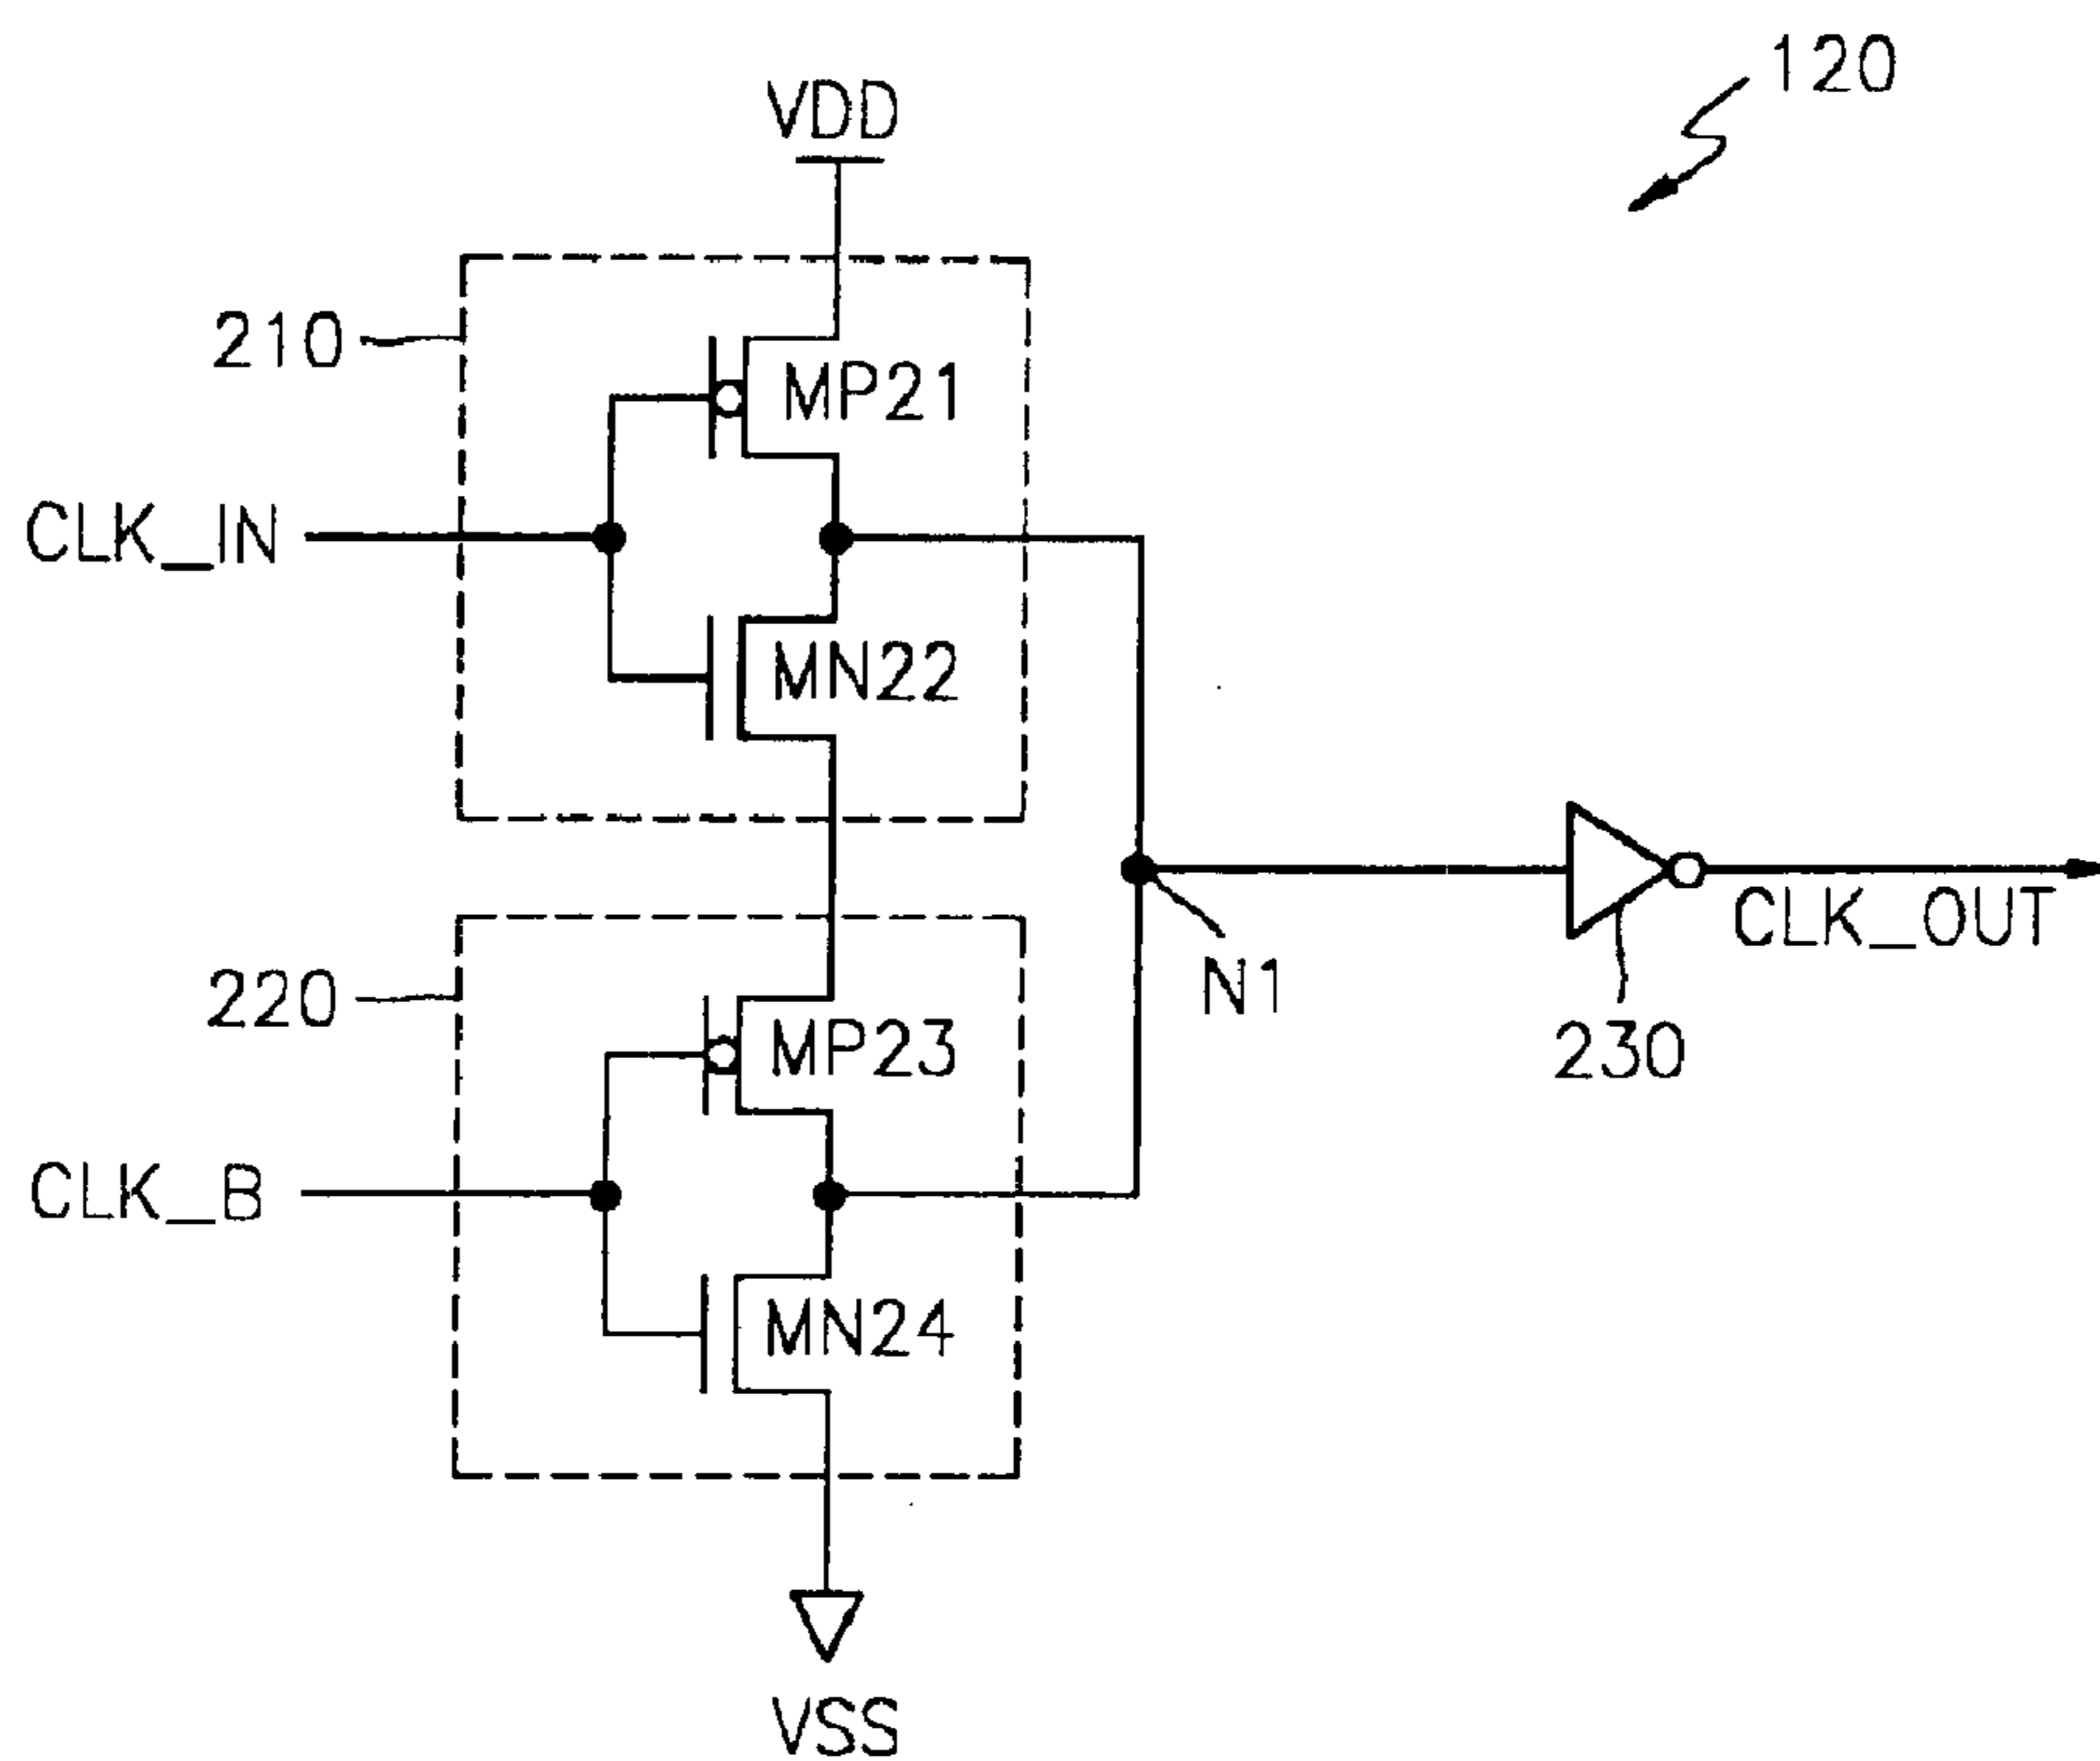 120
VDD
210
MP21
CLK_IN
MN22
220
MP23
N1
CLK_OUT
230
CLK_B
MN24
VSS